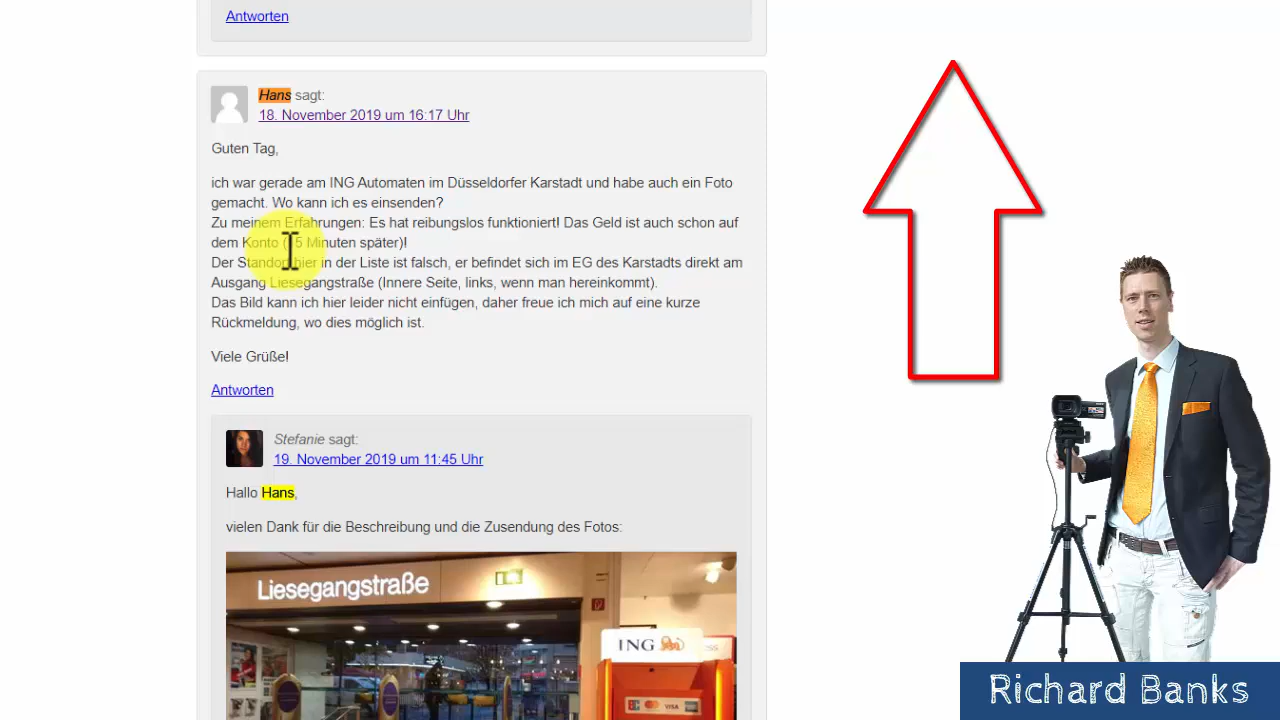 Antworten
Hans sagt:
18. November 2019 um 16:17 Uhr
Guten Tag,
ich war gerade am ING Automaten im Düsseldorfer Karstadt und habe auch ein Foto
gemacht. Wo kann ich es einsenden?
Zu meinem Erfahrungen: Es hat reibungslos funktioniert! Das Geld ist auch schon auf
dem Konto ( 5 Minuten später)!
Der Standort hier in der Liste ist falsch, er befindet sich im EG des Karstadts direkt am
Ausgang Liesegangstraße (Innere Seite, links, wenn man hereinkommt).
Das Bild kann ich hier leider nicht einfügen, daher freue ich mich auf eine kurze
Rückmeldung, wo dies möglich ist.
Viele Grüße!
Antworten
Stefanie sagt:
19. November 2019 um 11:45 Uhr
Hallo Hans,
vielen Dank für die Beschreibung und die Zusendung des Fotos:
Liesegangstraße
ING
VISA
Richard Banks